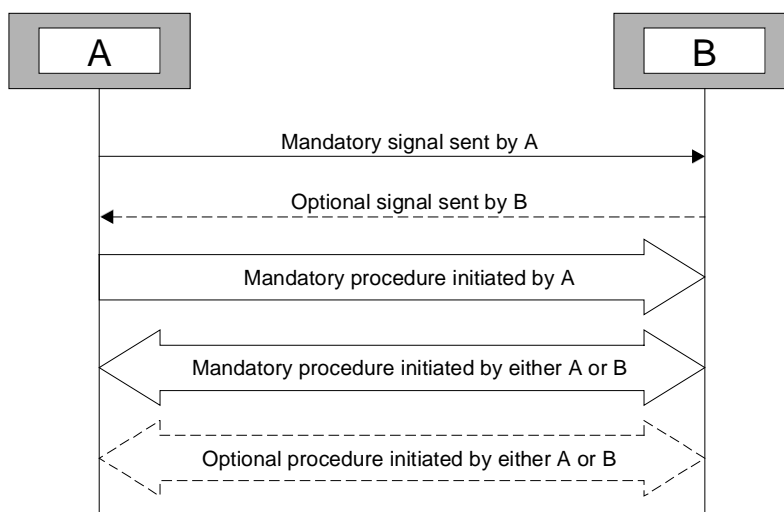 A
B
Mandatory signal sent by A
Optional signal sent by B
Mandatory procedure initiated by A
Mandatory procedure initiated by either A or B
Optional procedure initiated by either A or B